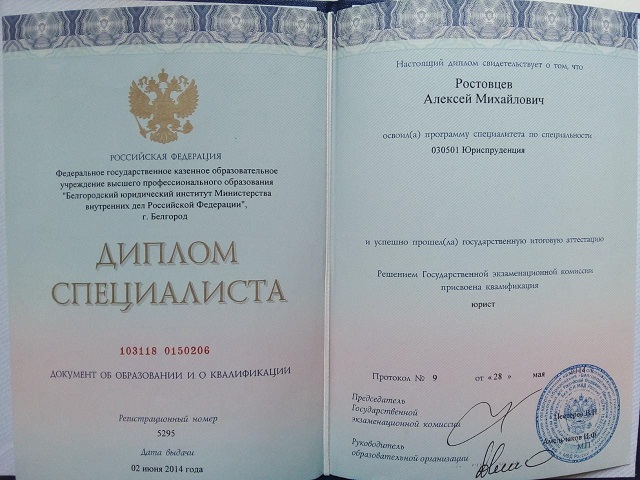 РОССИЙСКАЯ ФЕДЕРАЦИЯ
Федеральное государственное казенное образовательное
учреждение высшего профессионального образования
"Белгородский юридический институт Министерства
внутренних дел Российской Федерации",
г. Белгород
ДИПЛОМ
СПЕЦИАЛИСТА
103118 0150206
ДОКУМЕНТ ОБ ОБРАЗОВАНИИ И О КВАЛИФИКАЦИИ
Регистрационный номер
5295
Дата выдачи
02 июня 2014 года
Настоящий диплом свидетельствует о том, что
Ростовцев
Алексей Михайлович
освоил(а) программу специалитета по специальности
030501 Юриспруденция
и успешно прошел(ла) государственную итоговую аттестацию
Решением Государственной экзаменационной комиссии
присвоена квалификация
юрист
Протокол № 9 от «28 » мая
Председатель
Государственной
экзаменационной комиссии
Руководитель
образовательной организации
Амельчаков И.Ф.
М.П.